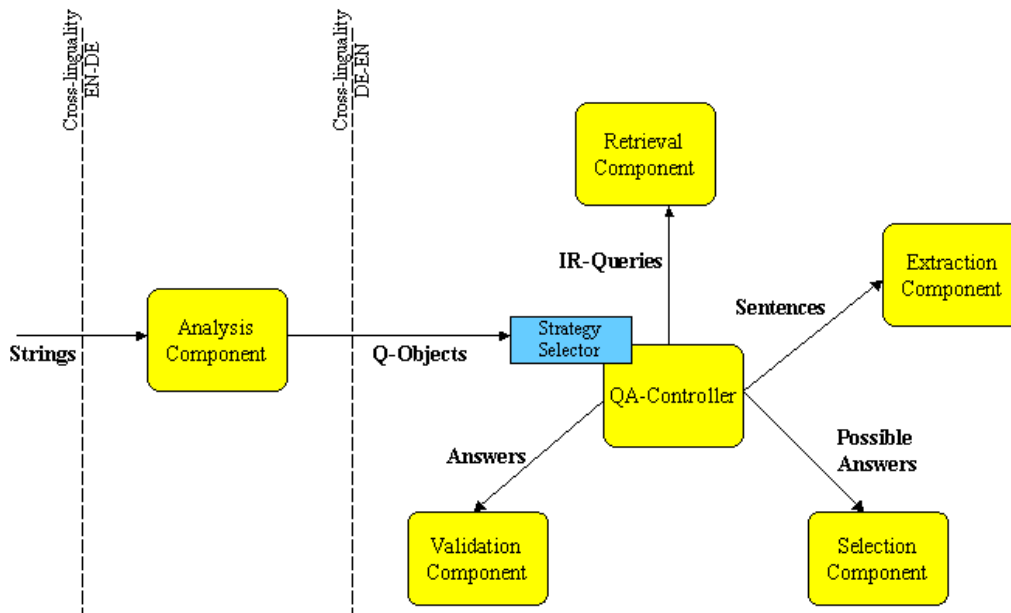 Cross-linguality
EN-DE
Cross-linguality
DE-EN
Retrieval
Component
IR-Queries
Extraction
Component
Sentences
Analysis
Component
Strings
Q-Objects
Strategy
Selector
QA-Controller
Answers
Possible
Answers
Validation
Component
Selection
Component